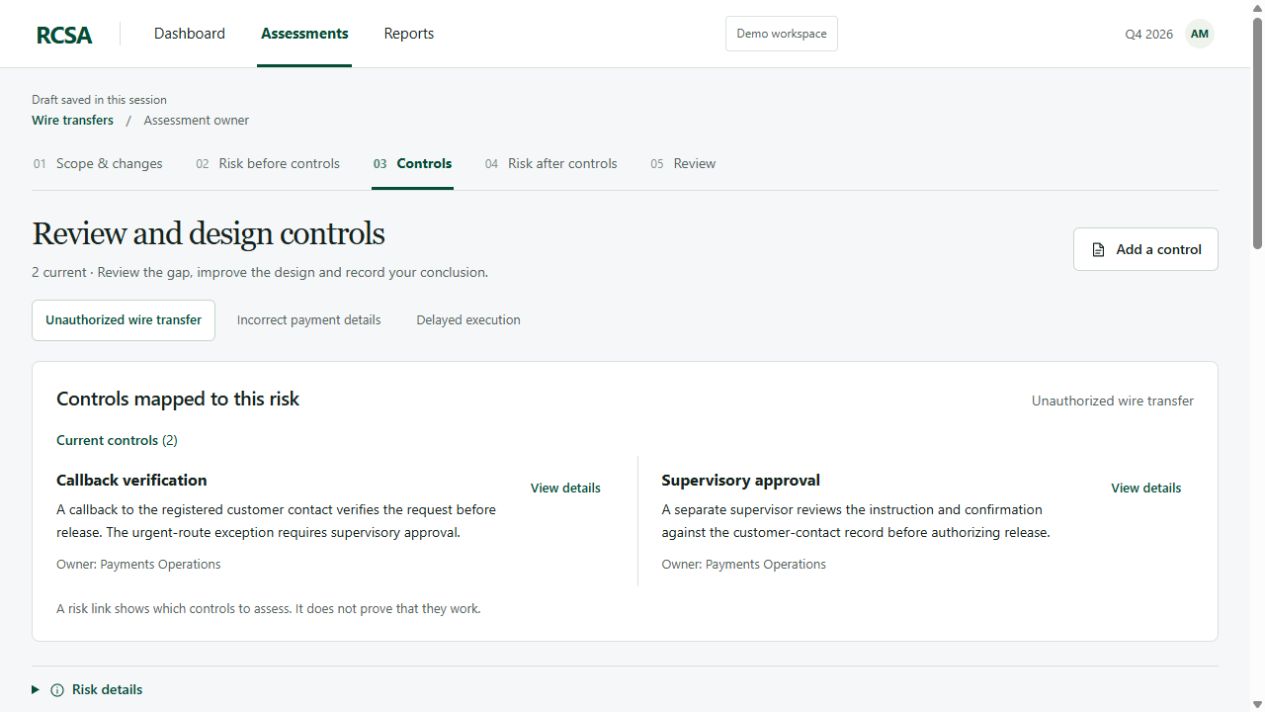 RCSA
Dashboard
Assessments
Reports
Demo workspace
Q4 2026
AM
Draft saved in this session
Wire transfers / Assessment owner
01 Scope & changes
02 Risk before controls
03 Controls
04 Risk after controls
05 Review
Review and design controls
2 current · Review the gap, improve the design and record your conclusion.
Add a control
Unauthorized wire transfer
Incorrect payment details
Delayed execution
Controls mapped to this risk
Unauthorized wire transfer
Current controls (2)
Callback verification
View details
A callback to the registered customer contact verifies the request before
release. The urgent-route exception requires supervisory approval.
Owner: Payments Operations
Supervisory approval
View details
A separate supervisor reviews the instruction and confirmation
against the customer-contact record before authorizing release.
Owner: Payments Operations
A risk link shows which controls to assess. It does not prove that they work.
Risk details